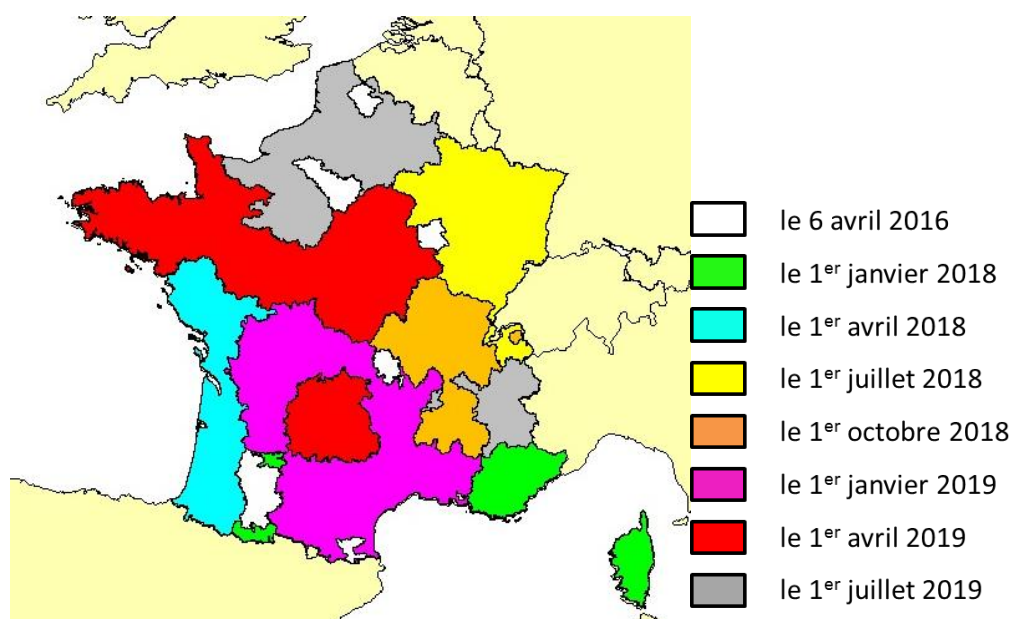 le 6 avril 2016
le 1er janvier 2018
le 1er avril 2018
le 1er juillet 2018
le 1er octobre 2018
le 1er janvier 2019
le 1er avril 2019
le 1er juillet 2019